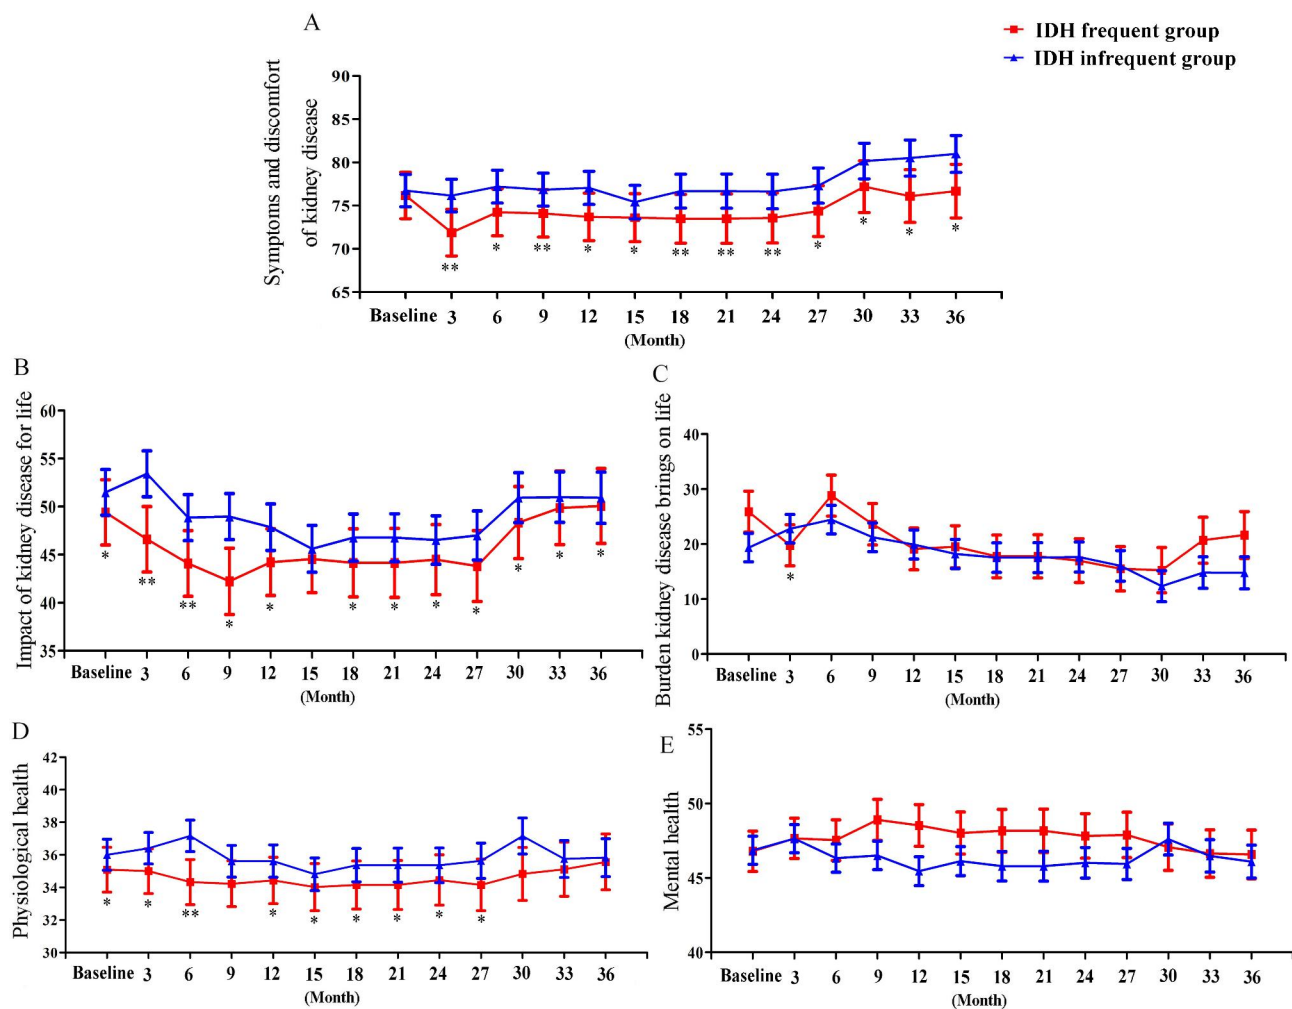 A
IDH frequent group
IDH infrequent group
Symptoms and discomfort
of kidney disease
90
85
80
75
70
65
** * ** * * ** ** ** * * * *
Baseline 3 6 9 12 15 18 21 24 27 30 33 36
(Month)
B
Impact of kidney disease for life
60
55
50
45
40
35
* ** ** * * * * * * * * *
Baseline 3 6 9 12 15 18 21 24 27 30 33 36
(Month)
C
Burden kidney disease brings on life
40
30
20
10
0
*
Baseline 3 6 9 12 15 18 21 24 27 30 33 36
(Month)
D
Physiological health
42
40
38
36
34
32
30
* * ** * * * * * *
Baseline 3 6 9 12 15 18 21 24 27 30 33 36
(Month)
E
Mental health
55
50
45
40
Baseline 3 6 9 12 15 18 21 24 27 30 33 36
(Month)